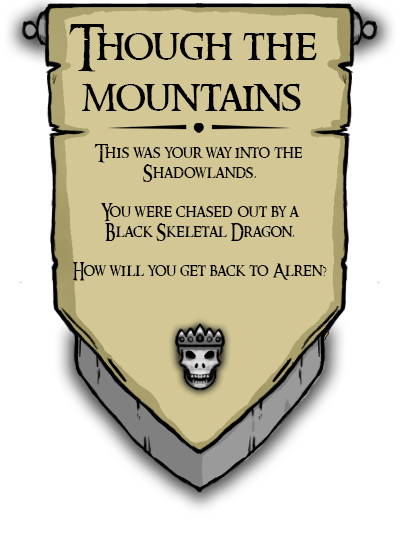 Though the
mountains
This was your way into the
Shadowlands.
You were chased out by a
Black Skeletal Dragon.
How will you get back to Alren?